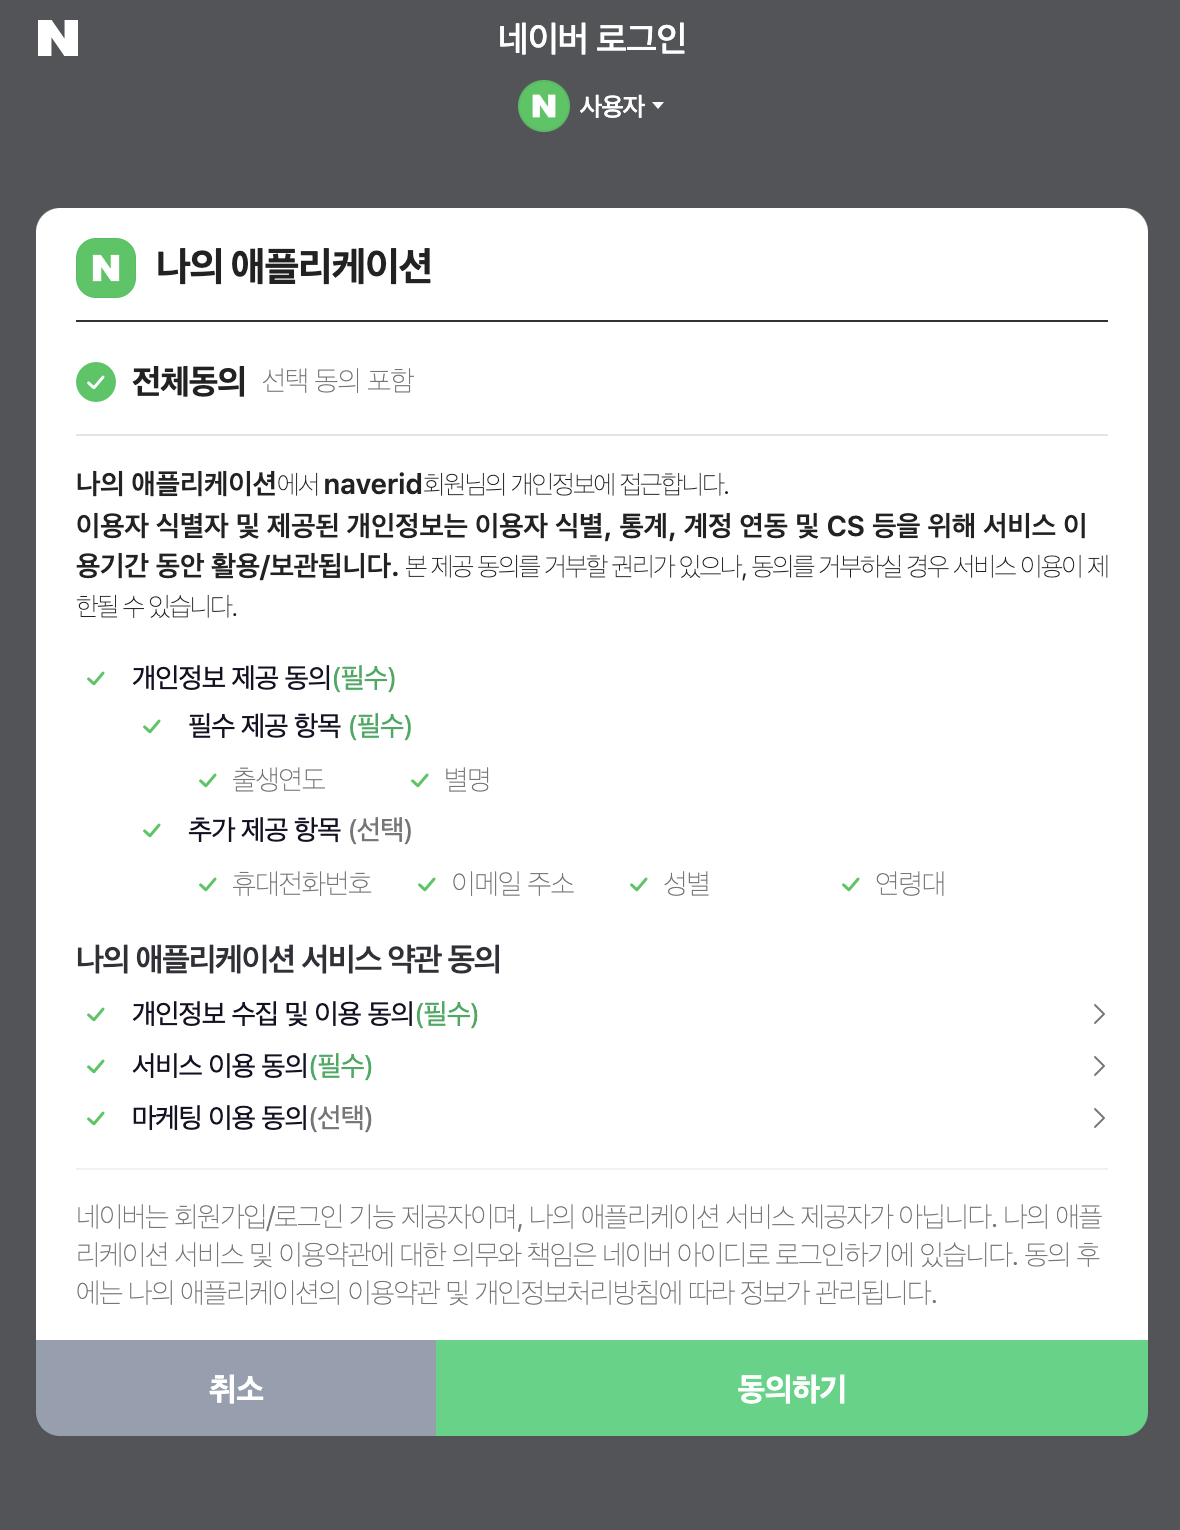 N
네이버 로그인
N 사용자
N 나의 애플리케이션
전체동의 선택 동의 포함
나의 애플리케이션에서 naverid회원님의 개인정보에 접근합니다.
이용자 식별자 및 제공된 개인정보는 이용자 식별, 통계, 계정 연동 및 CS 등을 위해 서비스 이
용기간 동안 활용/보관됩니다. 본 제공 동의를 거부할 권리가 있으나, 동의를 거부하실 경우 서비스 이용이 제
한될 수 있습니다.
개인정보 제공 동의(필수)
필수 제공 항목 (필수)
출생연도 별명
추가 제공 항목 (선택)
휴대전화번호 이메일 주소 성별 연령대
나의 애플리케이션 서비스 약관 동의
개인정보 수집 및 이용 동의(필수)
서비스 이용 동의(필수)
마케팅 이용 동의(선택)
네이버는 회원가입/로그인 기능 제공자이며, 나의 애플리케이션 서비스 제공자가 아닙니다. 나의 애플
리케이션 서비스 및 이용약관에 대한 의무와 책임은 네이버 아이디로 로그인하기에 있습니다. 동의 후
에는 나의 애플리케이션의 이용약관 및 개인정보처리방침에 따라 정보가 관리됩니다.
취소 동의하기